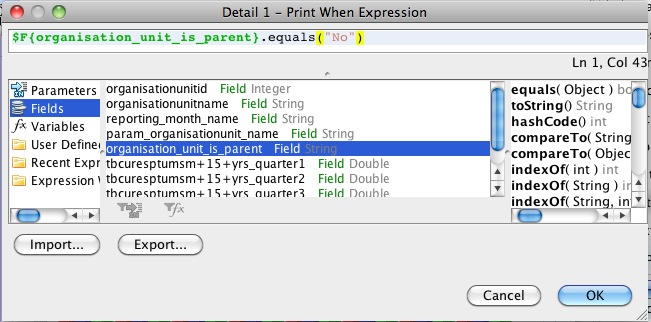 Detail 1 – Print When Expression
$F{organisation_unit_is_parent}.equals("No")
Ln 1, Col 43
Parameters
Fields
Variables
User Define
Recent Expr
Expression
organisationunitid Field Integer
organisationunitname Field String
reporting_month_name Field String
param_organisationunit_name Field String
organisation_unit_is_parent Field String
tbcuresptumsm+15+yrs_quarter1 Field Double
tbcuresptumsm+15+yrs_quarter2 Field Double
tbcuresptumsm+15+yrs_quarter3 Field Double
equals( Object ) bo
toString() String
hashCode() int
compareTo( String
compareTo( Objec
indexOf( int ) int
indexOf( String ) in
indexOf( String, in
Import... Export...
Cancel OK